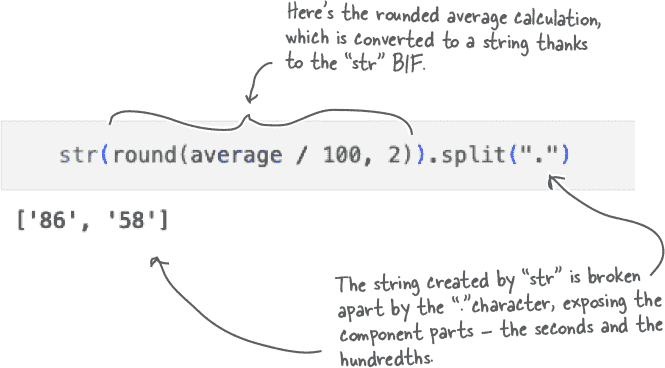 Here's the rounded average calculation,
which is converted to a string thanks
to the "str" BIF.
str(round(average / 100, 2)).split(".")
['86', '58']
The string created by "str" is broken
apart by the "."character, exposing the
component parts – the seconds and the
hundredths.